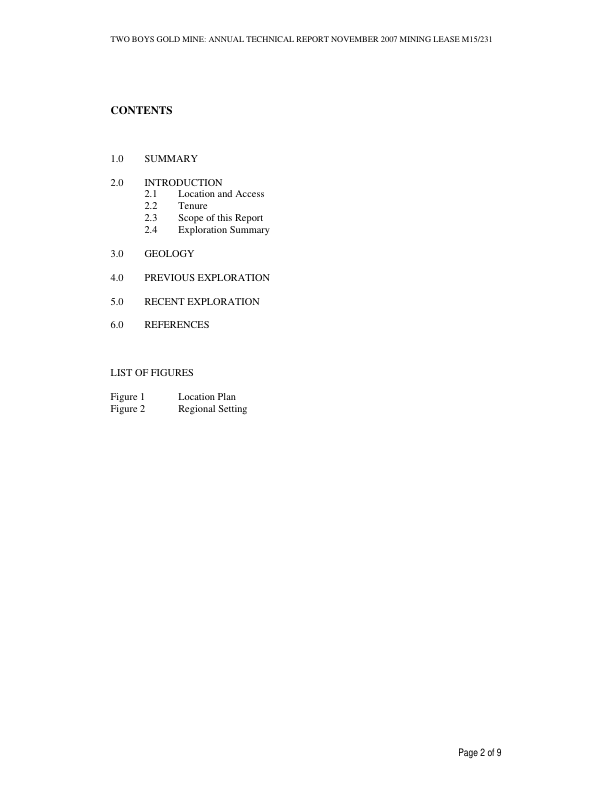 TWO BOYS GOLD MINE: ANNUAL TECHNICAL REPORT NOVEMBER 2007 MINING LEASE M15/231
CONTENTS
1.0 SUMMARY
2.0 INTRODUCTION
2.1 Location and Access
2.2 Tenure
2.3 Scope of this Report
2.4 Exploration Summary
3.0 GEOLOGY
4.0 PREVIOUS EXPLORATION
5.0 RECENT EXPLORATION
6.0 REFERENCES
LIST OF FIGURES
Figure 1 Location Plan
Figure 2 Regional Setting
Page 2 of 9